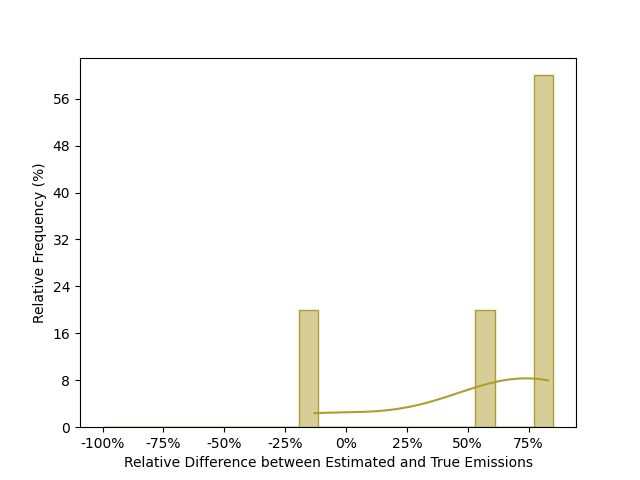 56
48
40
32
24
16
8
0
Relative Frequency (%)
-100% -75% -50% -25% 0% 25% 50% 75%
Relative Difference between Estimated and True Emissions